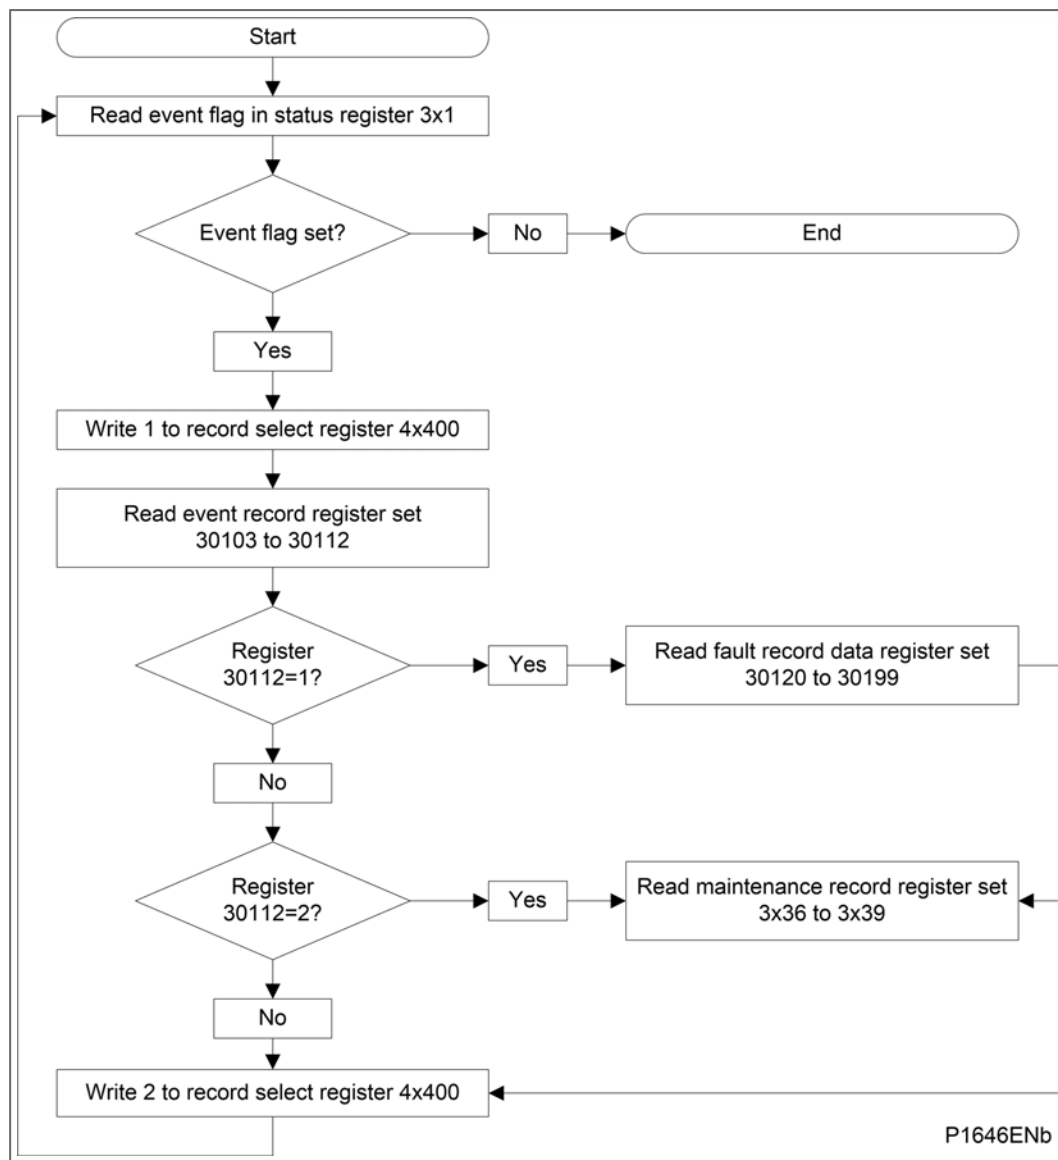 Start
Read event flag in status register 3x1
Event flag set?
No
End
Yes
Write 1 to record select register 4x400
Read event record register set
30103 to 30112
Register
30112=1?
Yes
Read fault record data register set
30120 to 30199
No
Register
30112=2?
Yes
Read maintenance record register set
3x36 to 3x39
No
Write 2 to record select register 4x400
P1646ENb